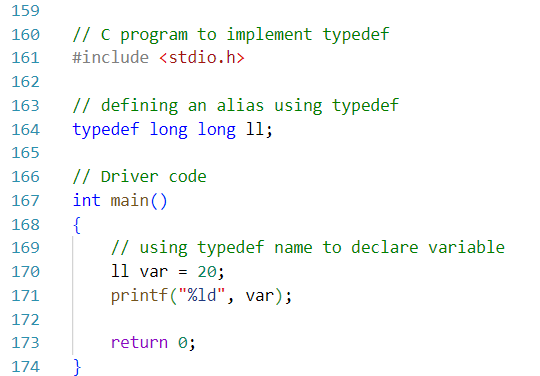 159
160 // C program to implement typedef
161 #include <stdio.h>
162
163 // defining an alias using typedef
164 typedef long long ll;
165
166 // Driver code
167 int main()
168 {
169     // using typedef name to declare variable
170     ll var = 20;
171     printf("%ld", var);
172
173     return 0;
174 }